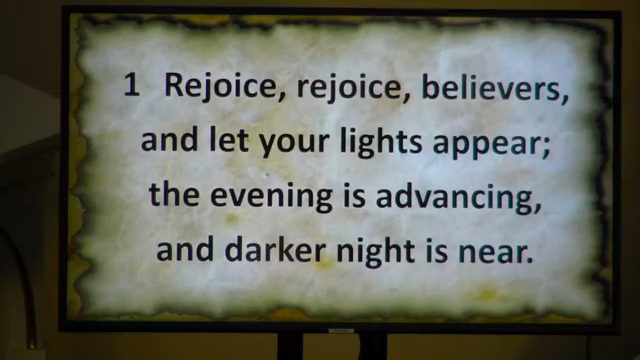 1 Rejoice, rejoice, believers,
and let your lights appear;
the evening is advancing,
and darker night is near.